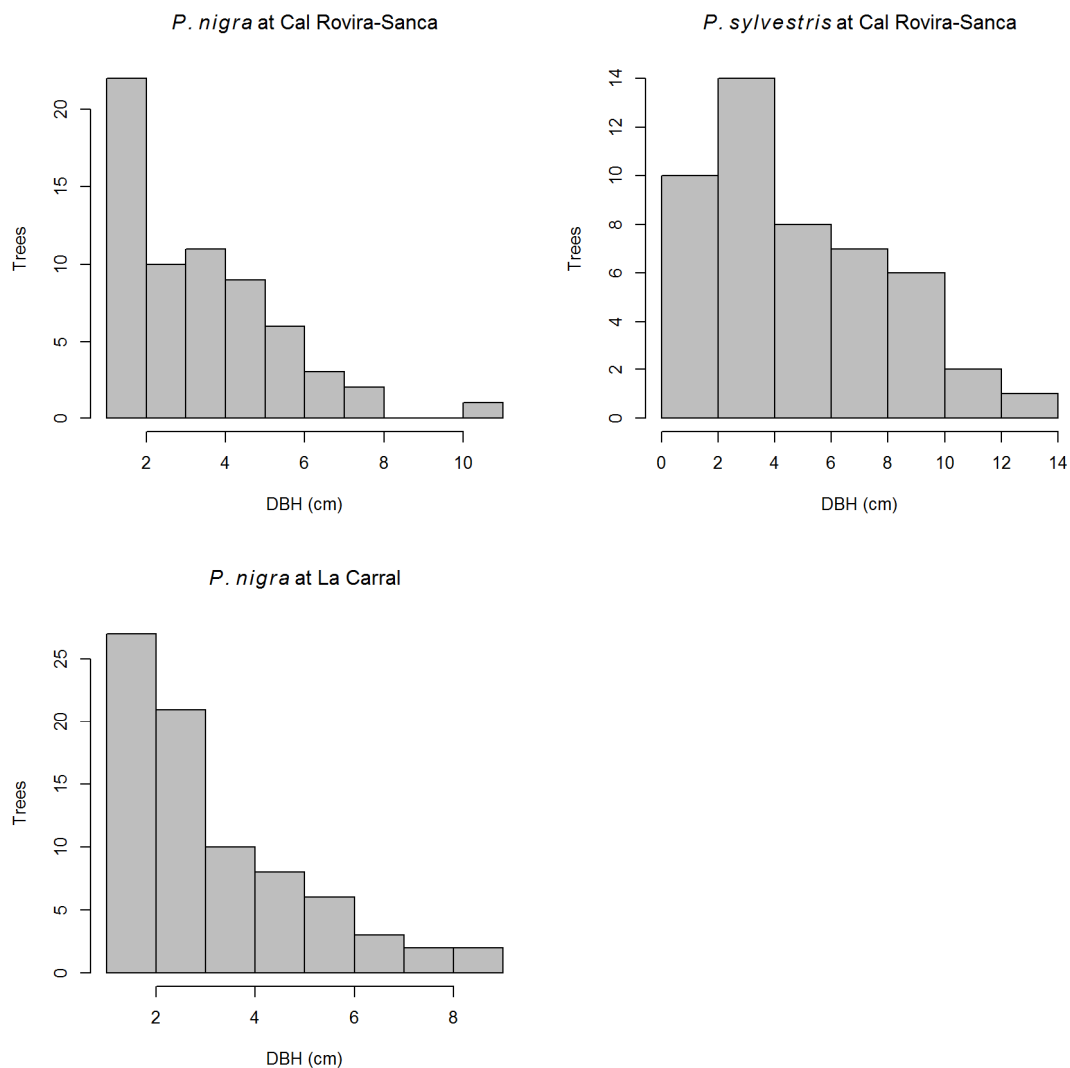 P. nigra at Cal Rovira-Sanca
Trees
0
5
10
15
20
2 4 6 8 10
DBH (cm)
P. sylvestris at Cal Rovira-Sanca
Trees
0
2
4
6
8
10
12
14
0 2 4 6 8 10 12 14
DBH (cm)
P. nigra at La Carral
Trees
0
5
10
15
20
25
2 4 6 8
DBH (cm)